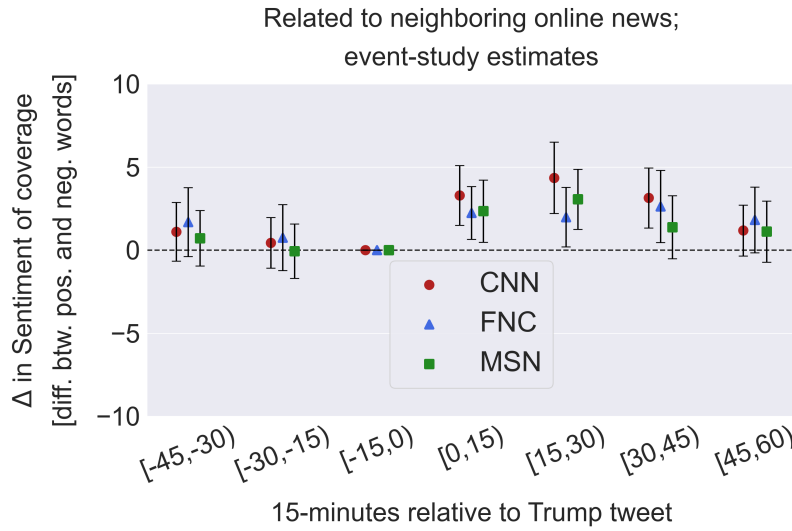 Related to neighboring online news;
event-study estimates
Δ in Sentiment of coverage
[diff. btw. pos. and neg. words]
10
5
0
−5
−10
CNN
FNC
MSN
[-45,-30)
[-30,-15)
[-15,0)
[0,15)
[15,30)
[30,45)
[45,60)
15-minutes relative to Trump tweet